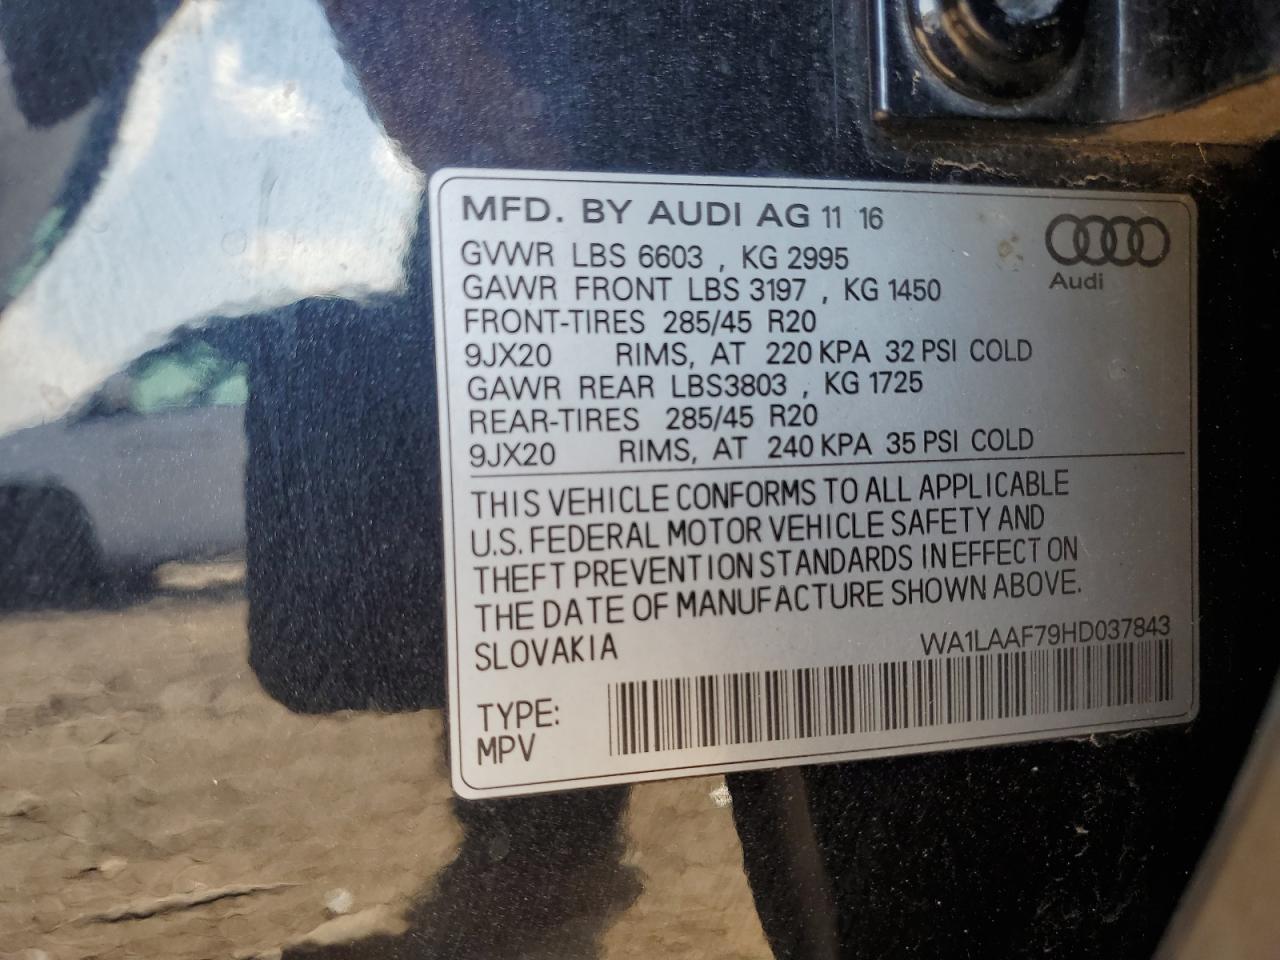 MFD. BY AUDI AG 11 16
GVWR LBS 6603 , KG 2995
GAWR FRONT LBS 3197 , KG 1450
FRONT-TIRES 285/45 R20
9JX20 RIMS, AT 220 KPA 32 PSI COLD
GAWR REAR LBS3803 , KG 1725
REAR-TIRES 285/45 R20
9JX20 RIMS, AT 240 KPA 35 PSI COLD
Audi
THIS VEHICLE CONFORMS TO ALL APPLICABLE
U.S. FEDERAL MOTOR VEHICLE SAFETY AND
THEFT PREVENTION STANDARDS IN EFFECT ON
THE DATE OF MANUFACTURE SHOWN ABOVE.
SLOVAKIA WA1LAAF79HD037843
TYPE:
MPV